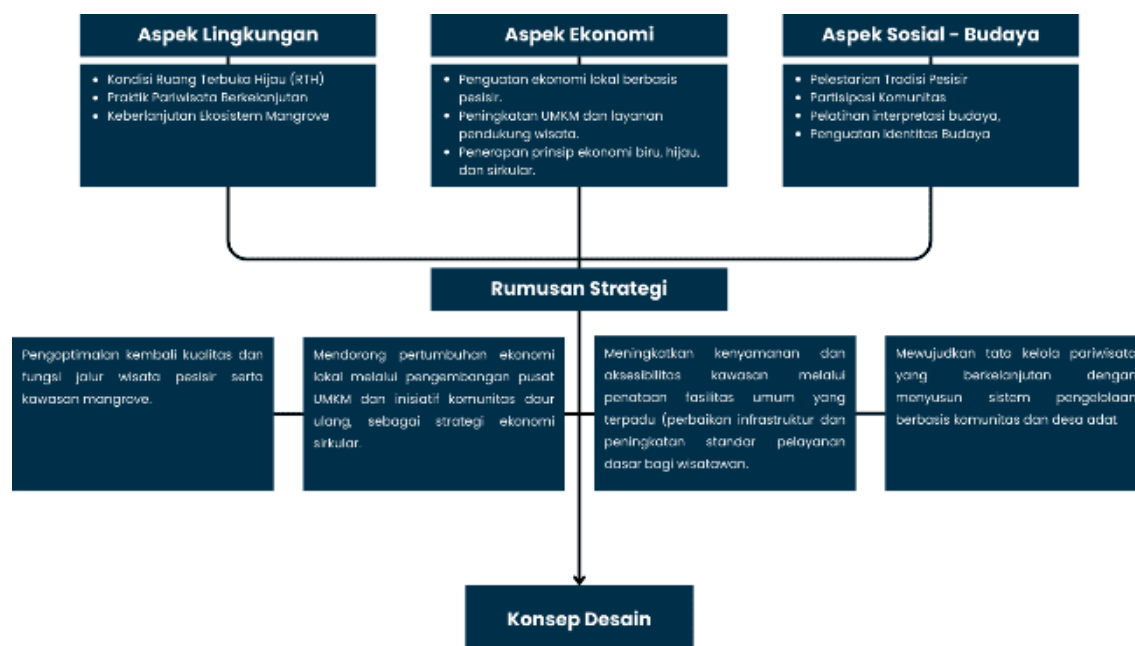 Aspek Lingkungan
• Kondisi Ruang Terbuka Hijau (RTH)
• Praktik Pariwisata Berkelanjutan
• Keberlanjutan Ekosistem Mangrove
Aspek Ekonomi
• Penguatan ekonomi lokal berbasis
pesisir.
• Peningkatan UMKM dan layanan
pendukung wisata.
• Penerapan prinsip ekonomi biru, hijau,
dan sirkular.
Aspek Sosial - Budaya
• Pelestarian Tradisi Pesisir
• Partisipasi Komunitas
• Pelatihan interpretasi budaya,
• Penguatan Identitas Budaya
Rumusan Strategi
Pengoptimalan kembali kualitas dan
fungsi jalur wisata pesisir serta
kawasan mangrove.
Mendorong pertumbuhan ekonomi
lokal melalui pengembangan pusat
UMKM dan inisiatif komunitas daur
ulang, sebagai strategi ekonomi
sirkular.
Meningkatkan kenyamanan dan
aksesibilitas kawasan melalui
penataan fasilitas umum yang
terpadu (perbaikan infrastruktur dan
peningkatan standar pelayanan
dasar bagi wisatawan.
Mewujudkan tata kelola pariwisata
yang berkelanjutan dengan
menyusun sistem pengelolaan
berbasis komunitas dan desa adat
Konsep Desain